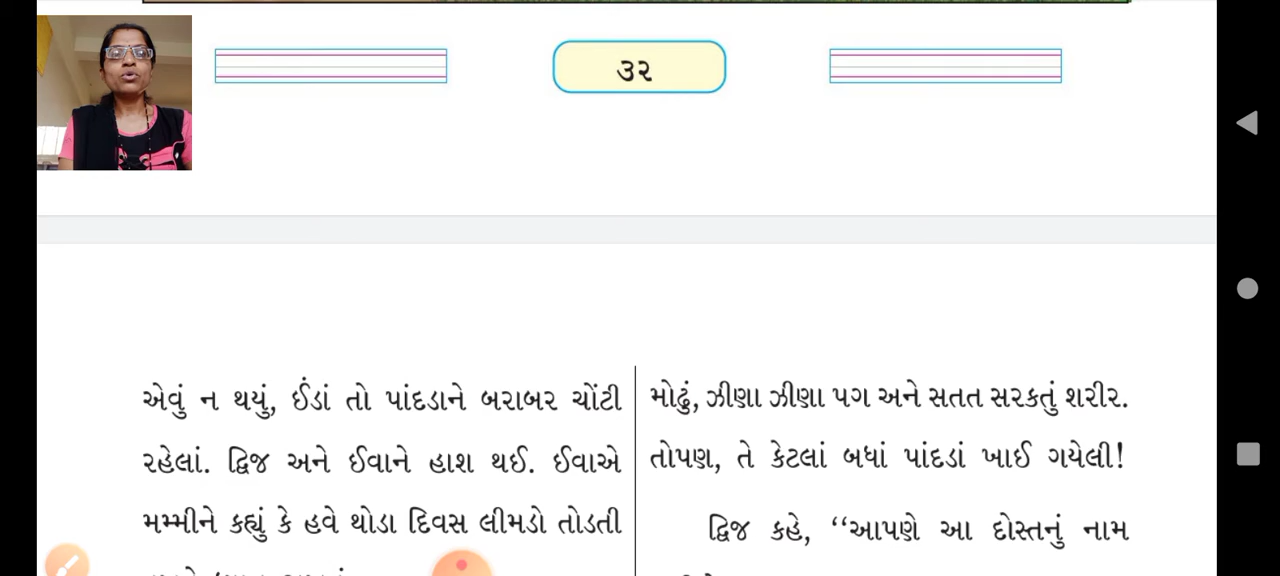 ૩૨
એવું ન થયું, ઈંડાં તો પાંદડાને બરાબર ચોંટી
રહેલાં. દ્વિજ અને ઈવાને હાશ થઈ. ઈવાએ
મમ્મીને કહ્યું કે હવે થોડા દિવસ લીમડો તોડતી
મોઢું, ઝીણા ઝીણા પગ અને સતત સરકતું શરીર.
તોપણ, તે કેટલાં બધાં પાંદડાં ખાઈ ગયેલી!
દ્વિજ કહે, “આપણે આ દોસ્તનું નામ